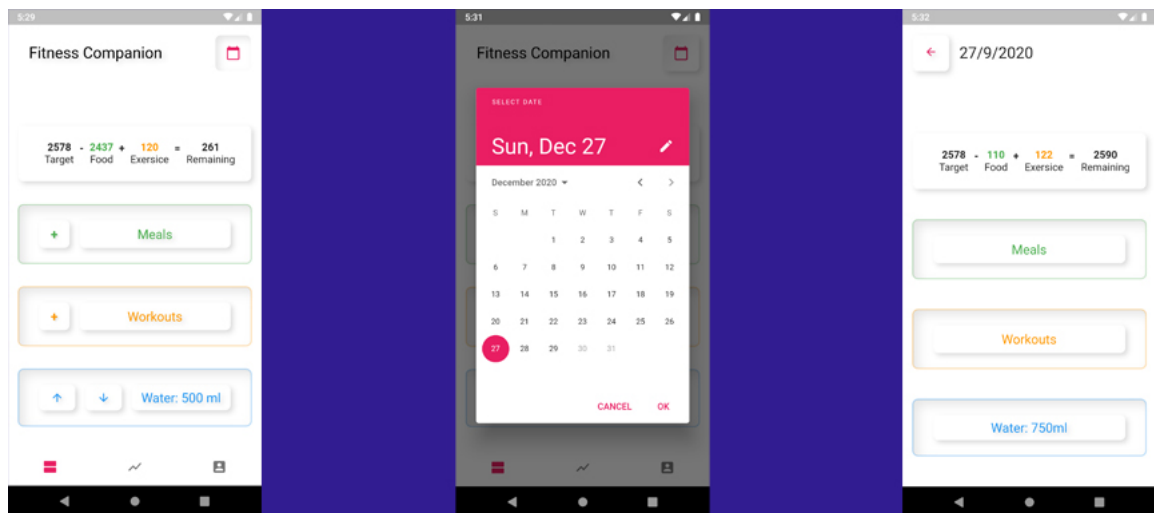 5:29
Fitness Companion
2578 - 2437 + 120 = 261
Target Food Exersice Remaining
+ Meals
+ Workouts
Water: 500 ml
5:31
Fitness Companion
SELECT DATE
Sun, Dec 27
December 2020
S M T W T F S
1 2 3 4 5
6 7 8 9 10 11 12
13 14 15 16 17 18 19
20 21 22 23 24 25 26
27 28 29 30 31
CANCEL OK
5:32
27/9/2020
2578 - 110 + 122 = 2590
Target Food Exersice Remaining
Meals
Workouts
Water: 750ml